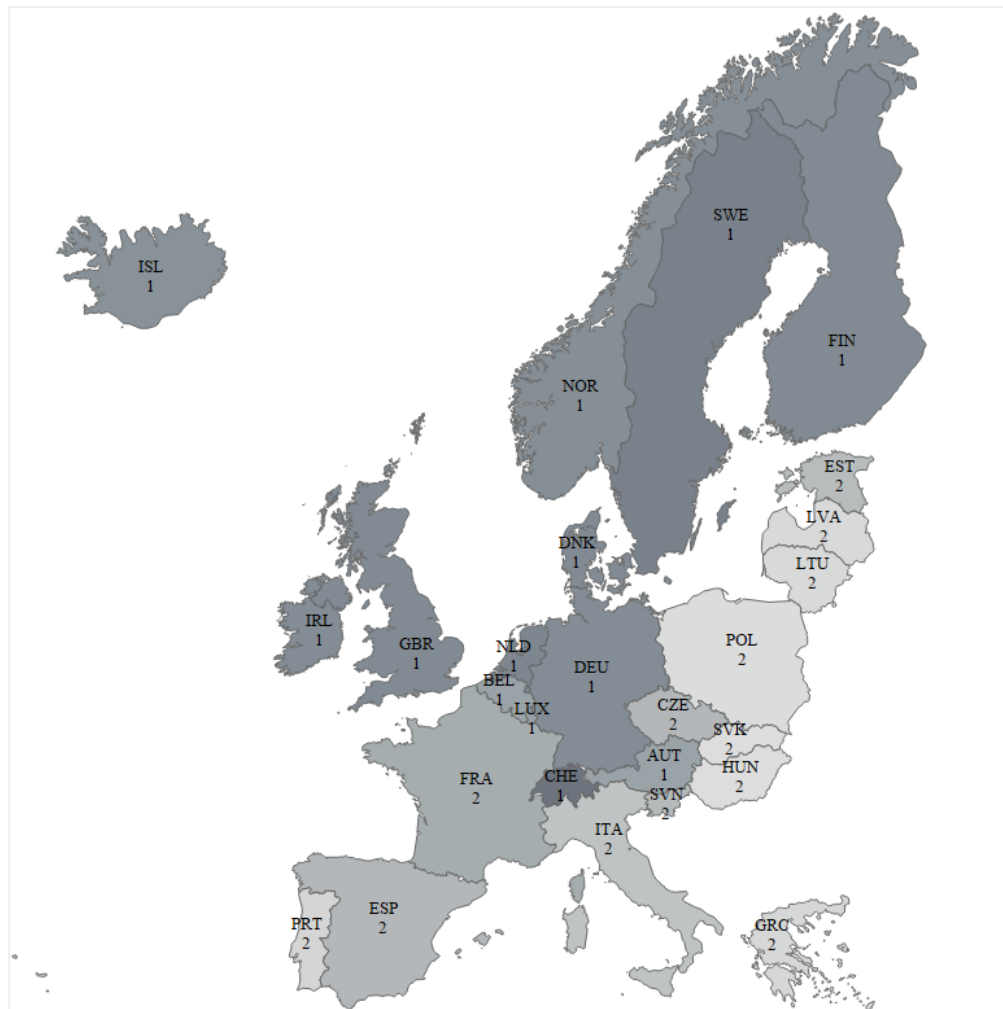 SWE
1
ISL
1
FIN
1
NOR
1
EST
2
LVA
2
DNK
1
LTU
2
IRL
1
GBR
1
NLD
1
POL
2
DEU
1
BEL
1
CZE
2
LUX
1
SVK
2
AUT
1
HUN
2
FRA
2
CHE
1
SVN
2
ITA
2
ESP
2
PRT
2
GRC
2